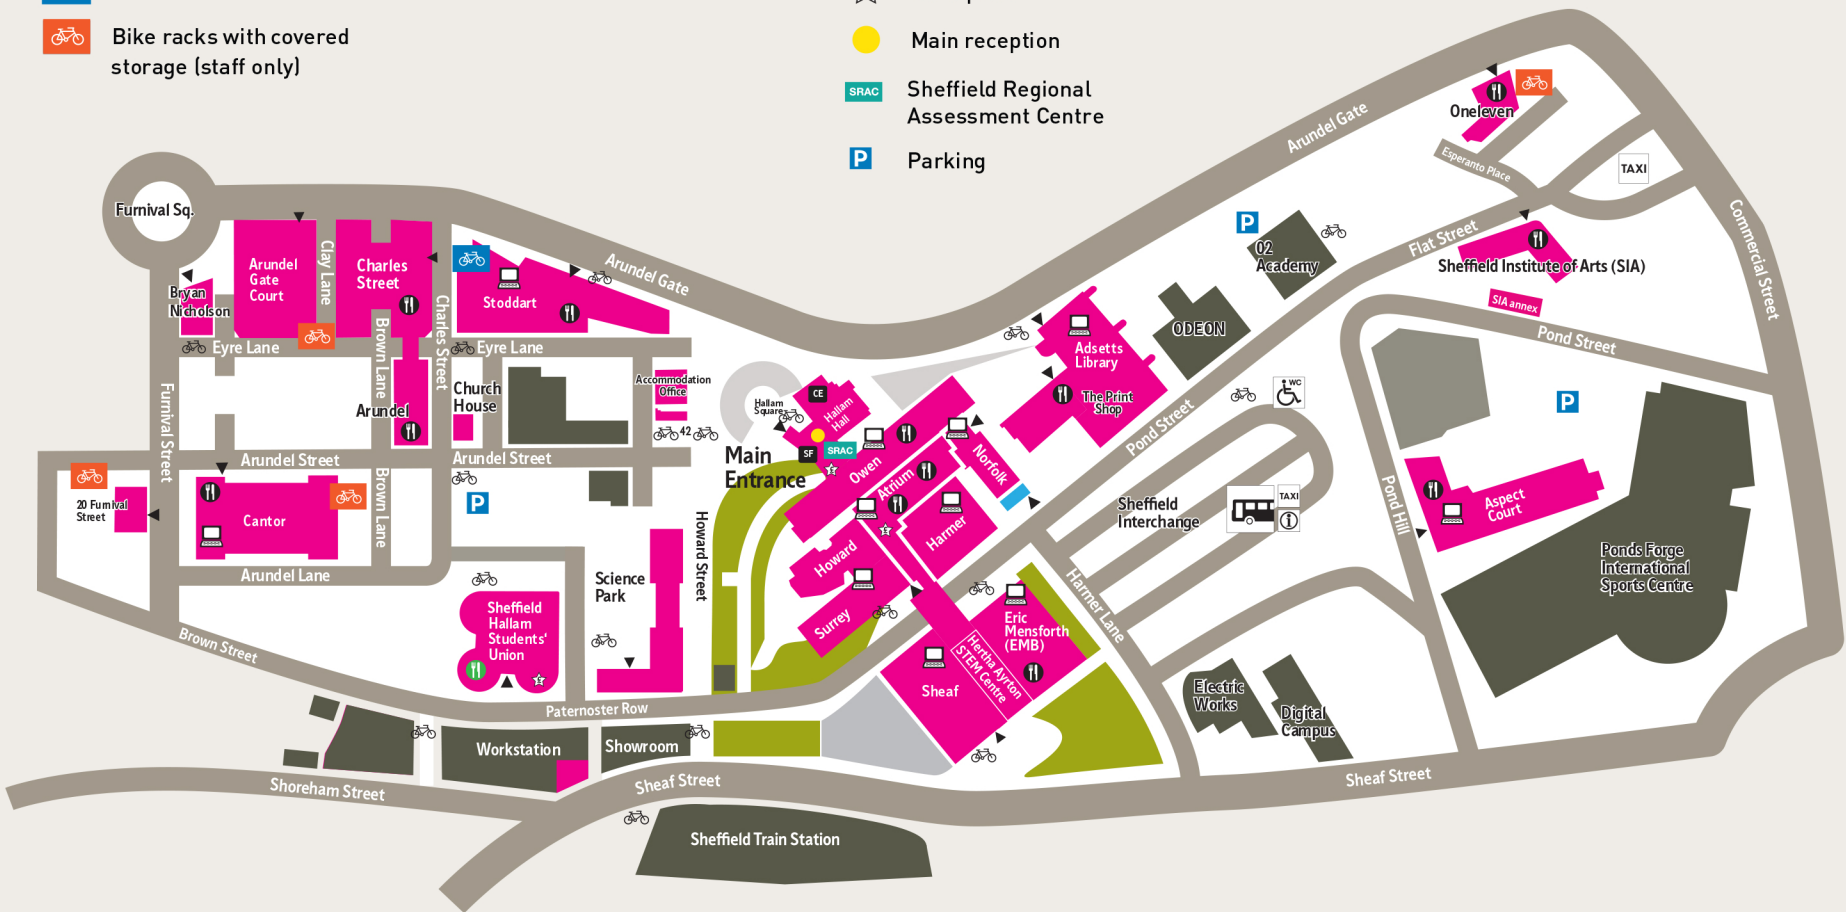 Bike racks with covered
storage (staff only)
Main reception
SRAC
Sheffield Regional
Assessment Centre
P
Parking
Furnival Sq.
Arundel
Gate
Court
Clay Lane
Charles
Street
Bryan
Nicholson
Stoddart
Arundel Gate
Charles Street
Brown Lane
Eyre Lane
Eyre Lane
Furnival Street
Arundel
Church
House
Accommodation
Office
42
Arundel Street
Arundel Street
20 Furnival
Street
Cantor
Brown Lane
P
Arundel Lane
Brown Street
Sheffield
Hallam
Students'
Union
Science
Park
Howard Street
Paternoster Row
Workstation
Showroom
Shoreham Street
Sheaf Street
Sheffield Train Station
Hallam
Square
CE
Hallam
Hall
SF
SRAC
Main
Entrance
Owen
Atrium
Norfolk
Harmer
Howard
Surrey
Adsetts
Library
The Print
Shop
Sheaf
Hertha Ayrton
STEM Centre
Eric
Mensforth
(EMB)
Harmer Lane
Pond Street
Sheffield
Interchange
WC
TAXI
i
Electric
Works
Digital
Campus
Sheaf Street
Arundel Gate
P
O2
Academy
ODEON
Flat Street
Oneleven
Esperanto Place
TAXI
Commercial Street
Sheffield Institute of Arts (SIA)
SIA annex
Pond Street
P
Pond Hill
Aspect
Court
Ponds Forge
International
Sports Centre